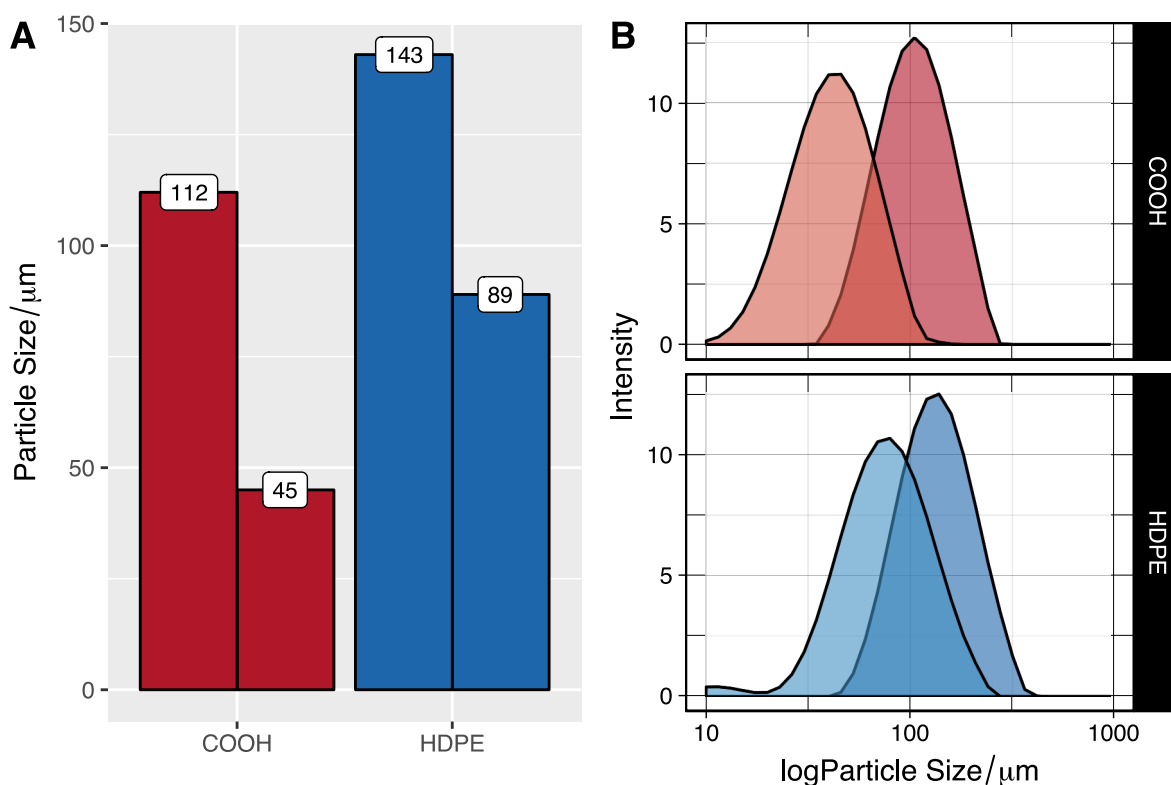 A
Particle Size/μm
150
100
50
0
112
45
143
89
COOH
HDPE
B
Intensity
10
5
0
COOH
10
5
0
HDPE
10
100
1000
logParticle Size/μm